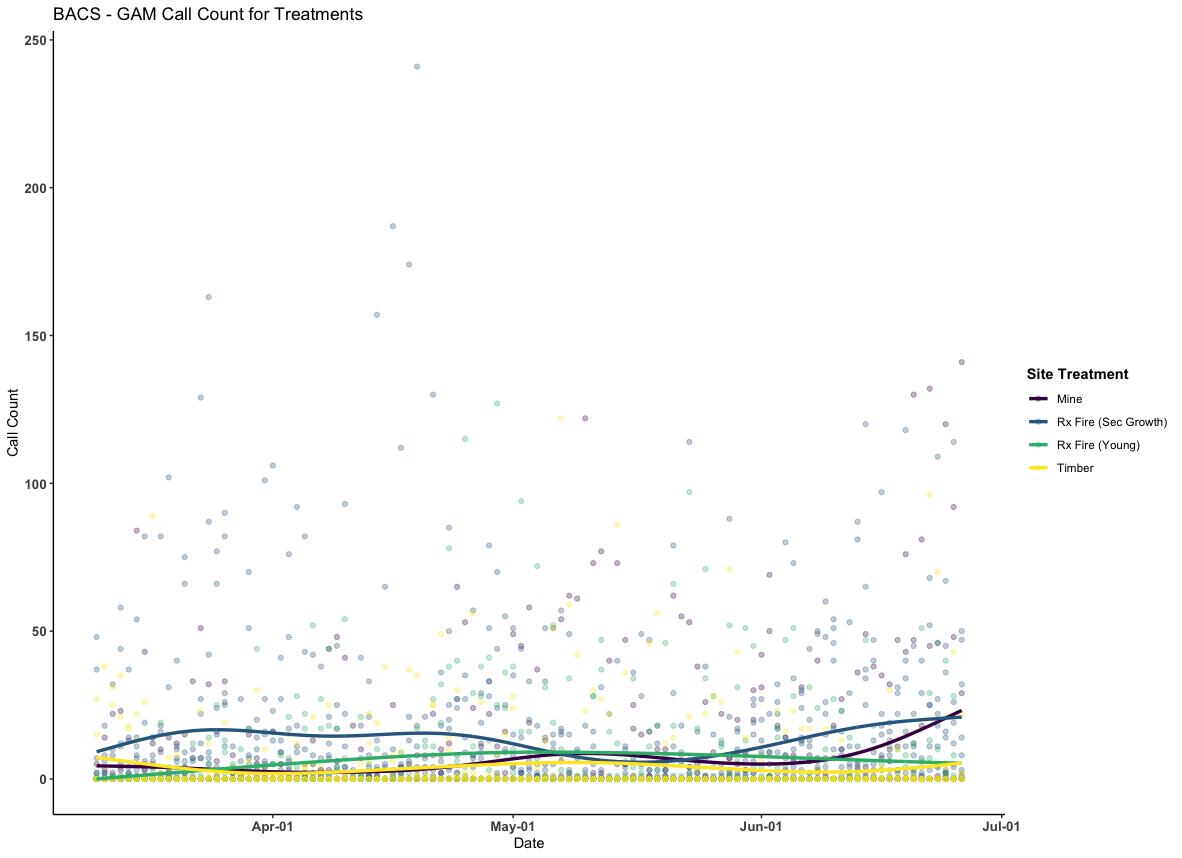 BACS - GAM Call Count for Treatments
250
200
150
100
50
0
Call Count
Apr-01
May-01
Jun-01
Jul-01
Date
Site Treatment
Mine
Rx Fire (Sec Growth)
Rx Fire (Young)
Timber